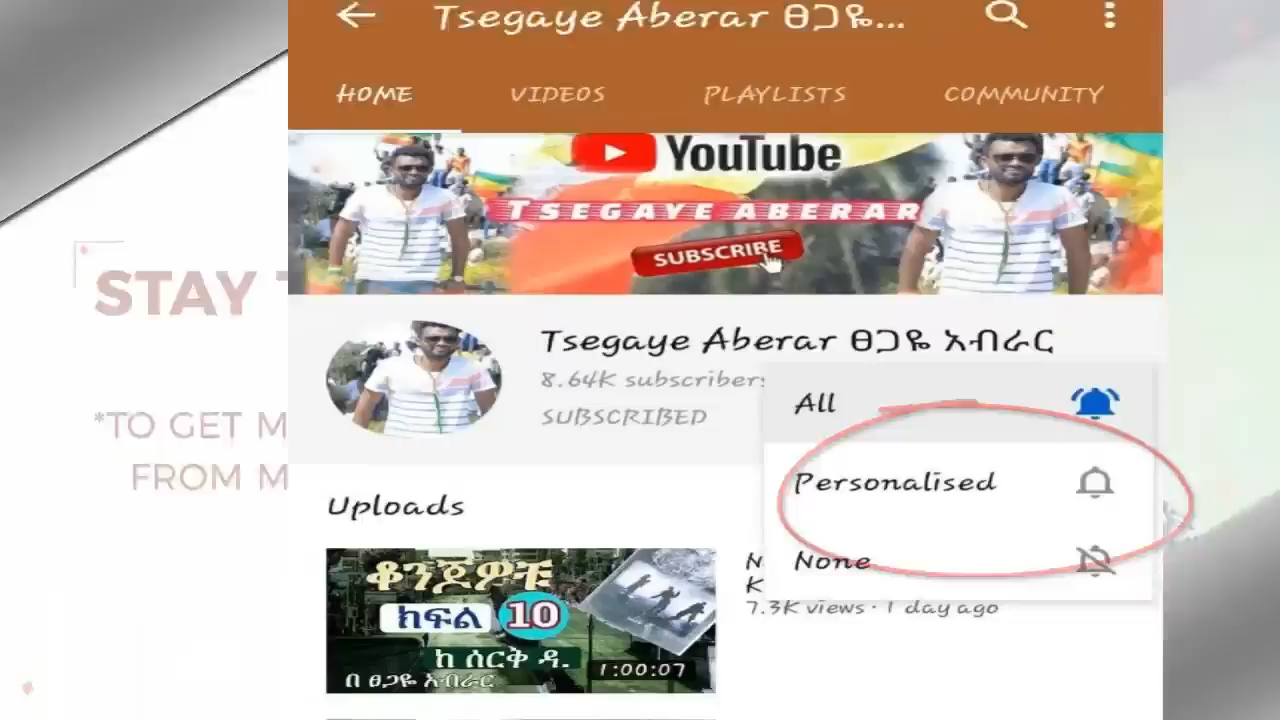 Tsegaye Aberar ፀጋዬ...
HOME VIDEOS PLAYLISTS COMMUNITY
YouTube
TSEGAYE ABERAR
SUBSCRIBE
STAY
Tsegaye Aberar ፀጋዬ አብራር
8.64K subscribers
SUBSCRIBED
All
*TO GET M
FROM M
Personalised
None
Uploads
ቆንጆዎቹ
ክፍል 10
ከ ሰርቅ ዳ.
በ ፀጋዬ አብራር
1:00:07
N
K
7.3K views · 1 day ago